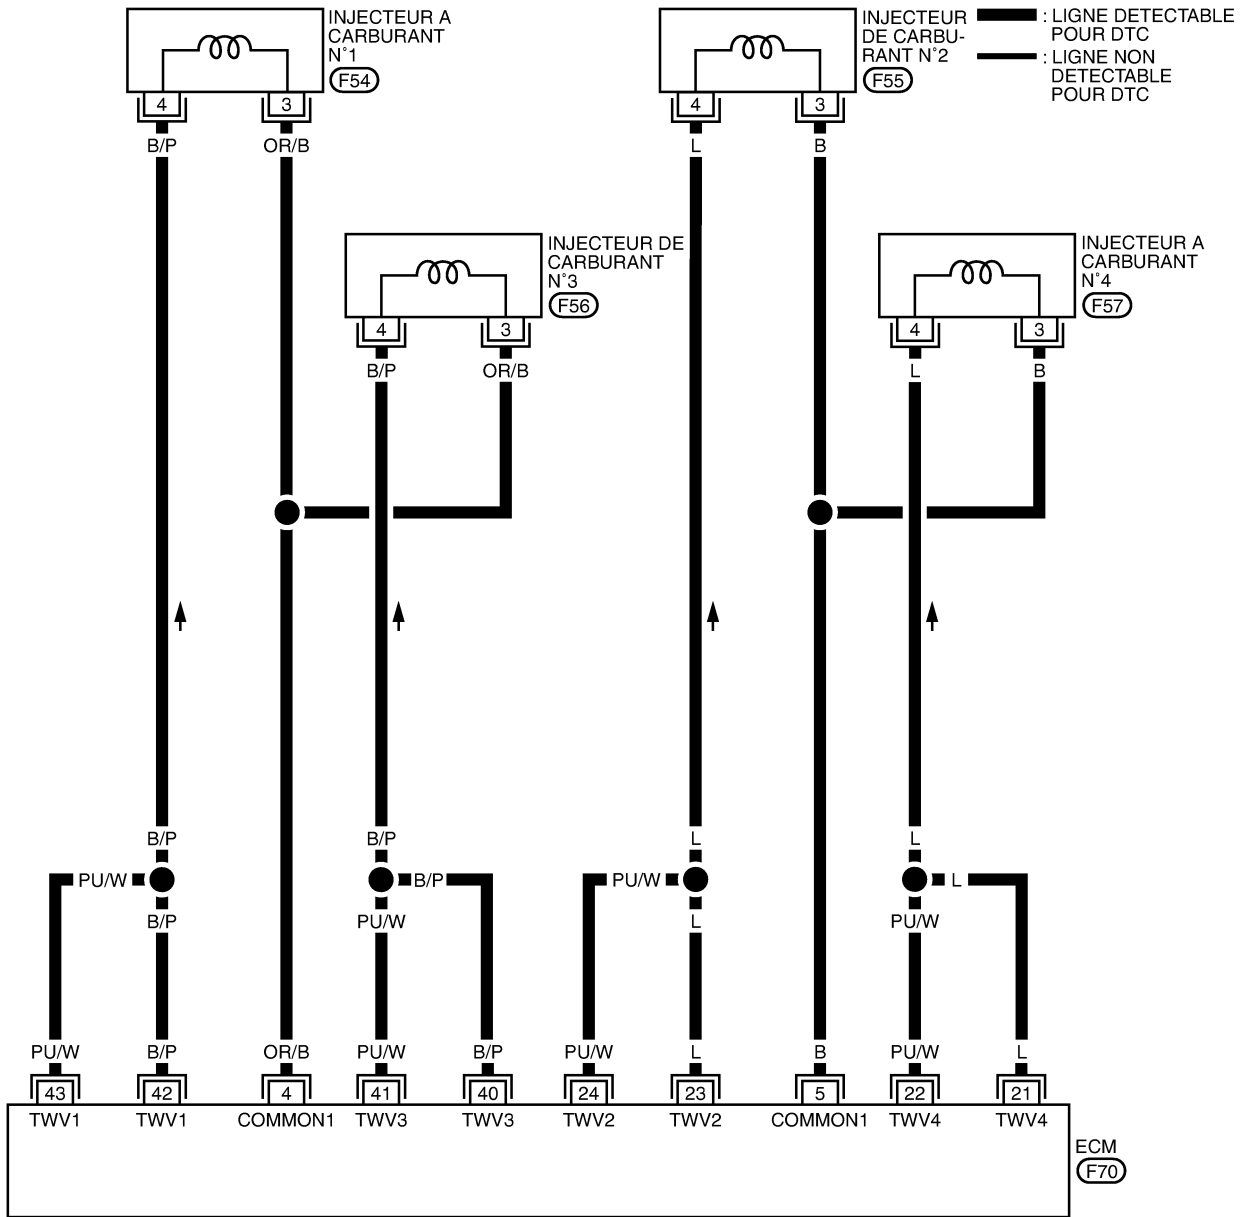 INJECTEUR A
CARBURANT
N°1
F54
INJECTEUR
DE CARBU-
RANT N°2
F55
: LIGNE DETECTABLE
POUR DTC
: LIGNE NON
DETECTABLE
POUR DTC
4
3
4
3
B/P
OR/B
L
B
INJECTEUR DE
CARBURANT
N°3
F56
INJECTEUR A
CARBURANT
N°4
F57
4
3
4
3
B/P
OR/B
L
B
B/P
B/P
L
L
PU/W
B/P
PU/W
L
B/P
PU/W
L
PU/W
PU/W
B/P
OR/B
PU/W
B/P
PU/W
L
B
PU/W
L
43
42
4
41
40
24
23
5
22
21
TWV1
TWV1
COMMON1
TWV3
TWV3
TWV2
TWV2
COMMON1
TWV4
TWV4
ECM
F70